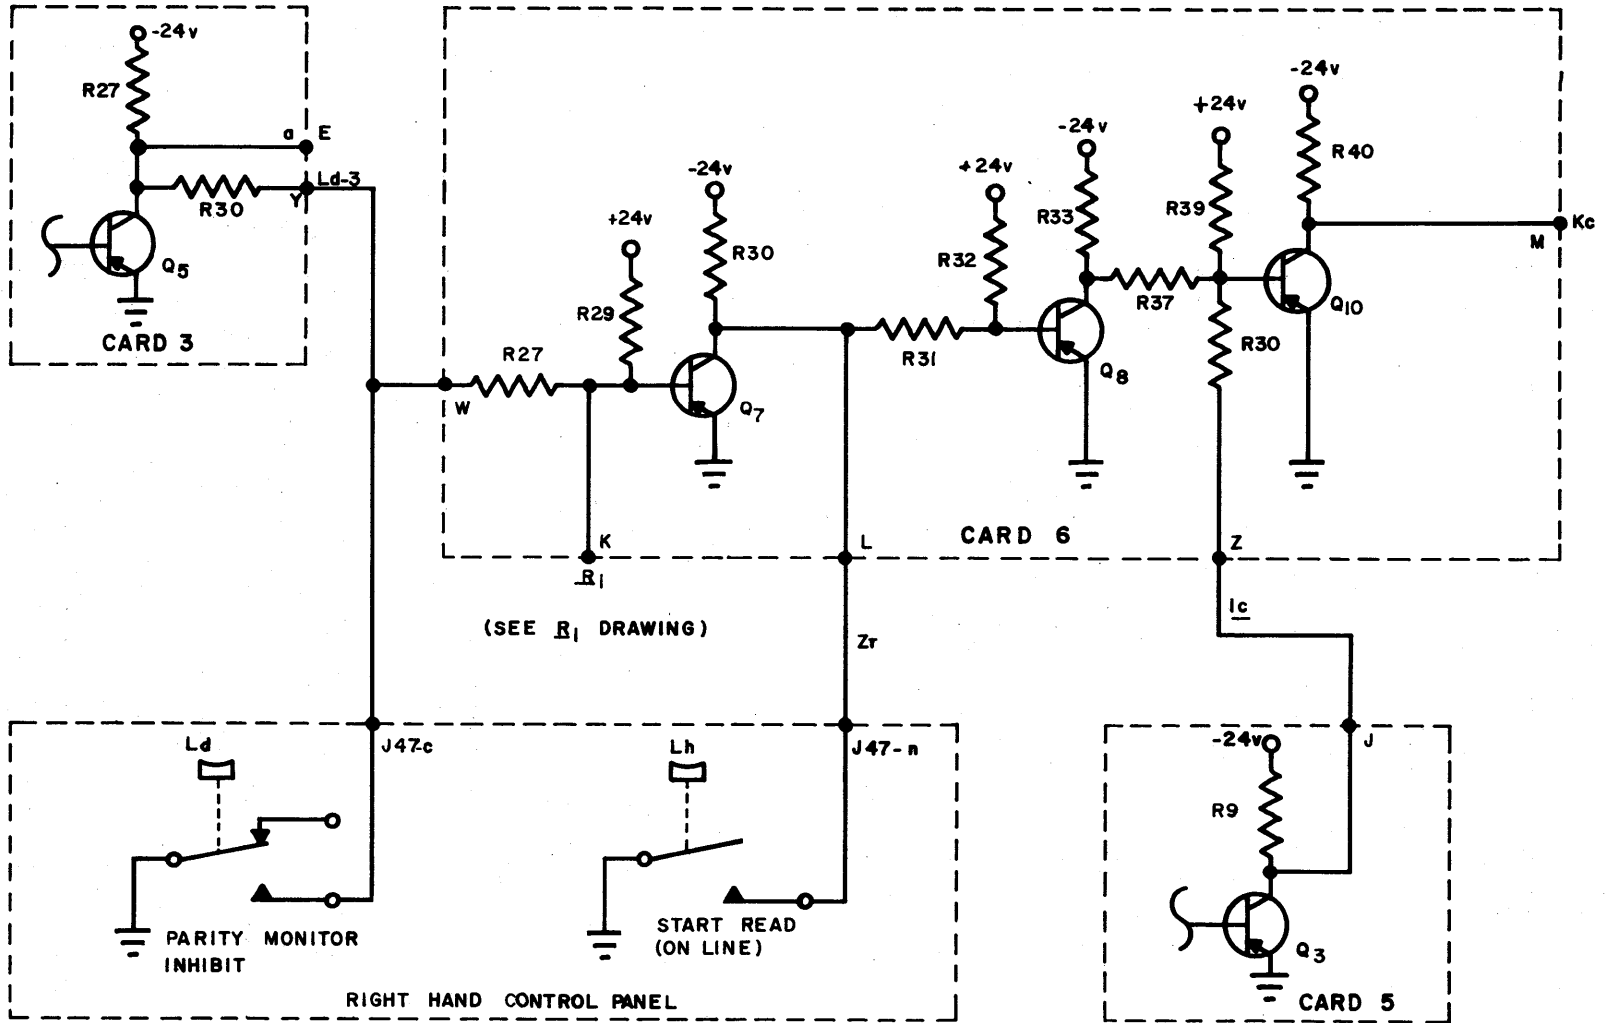 -24v
R27
a E
Ld-3
Y
R30
Q5
CARD 3
-24v
+24v
-24v
R40
Kc
M
+24v
-24v
R33
R39
R32
R37
Q10
-24v
+24v
R30
R29
R31
Q8
R30
R27
W
Q7
CARD 6
K
L
Z
R1
(SEE R1 DRAWING)
Zr
Ic
Ld
J47-c
Lh
J47-n
-24v
J
R9
PARITY MONITOR
INHIBIT
START READ
(ON LINE)
Q3
RIGHT HAND CONTROL PANEL
CARD 5